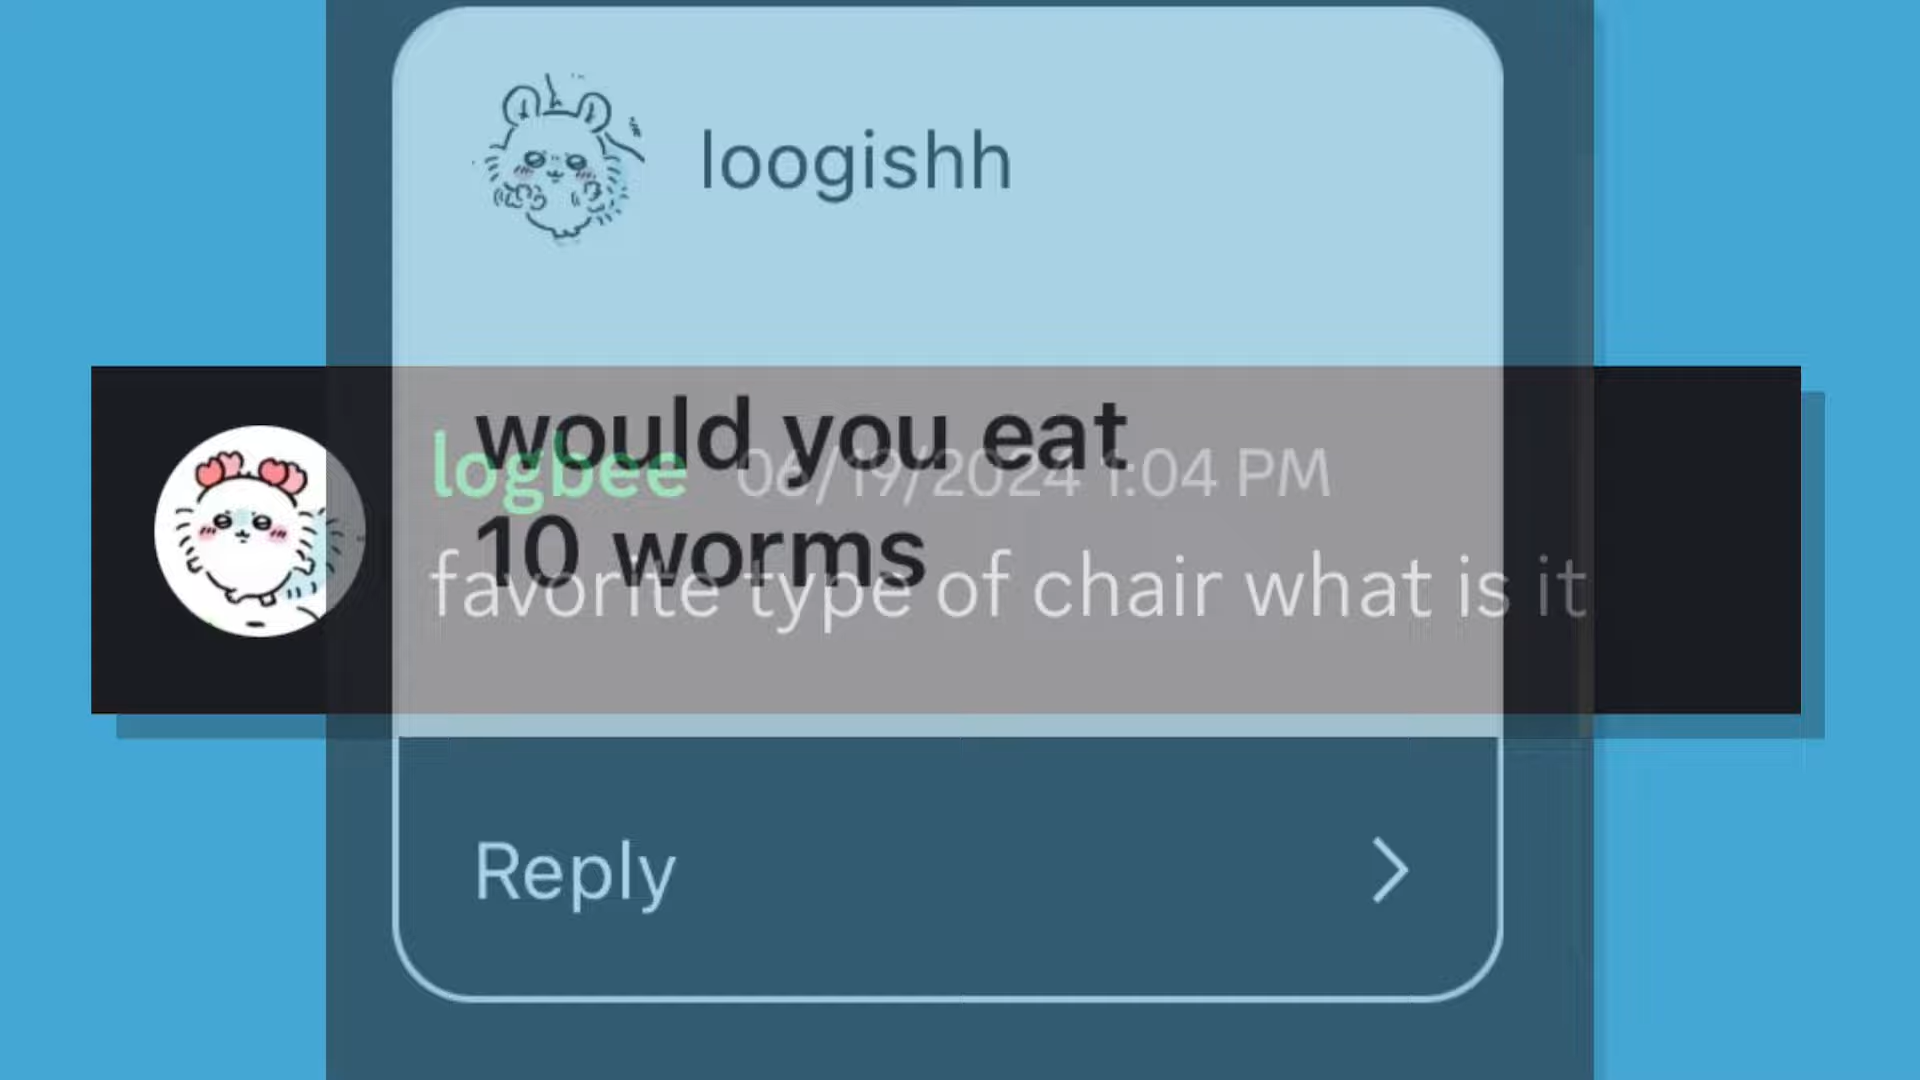 loogishh
would you eat
10 worms
logbee 06/19/2024 1:04 PM
favorite type of chair what is it
Reply